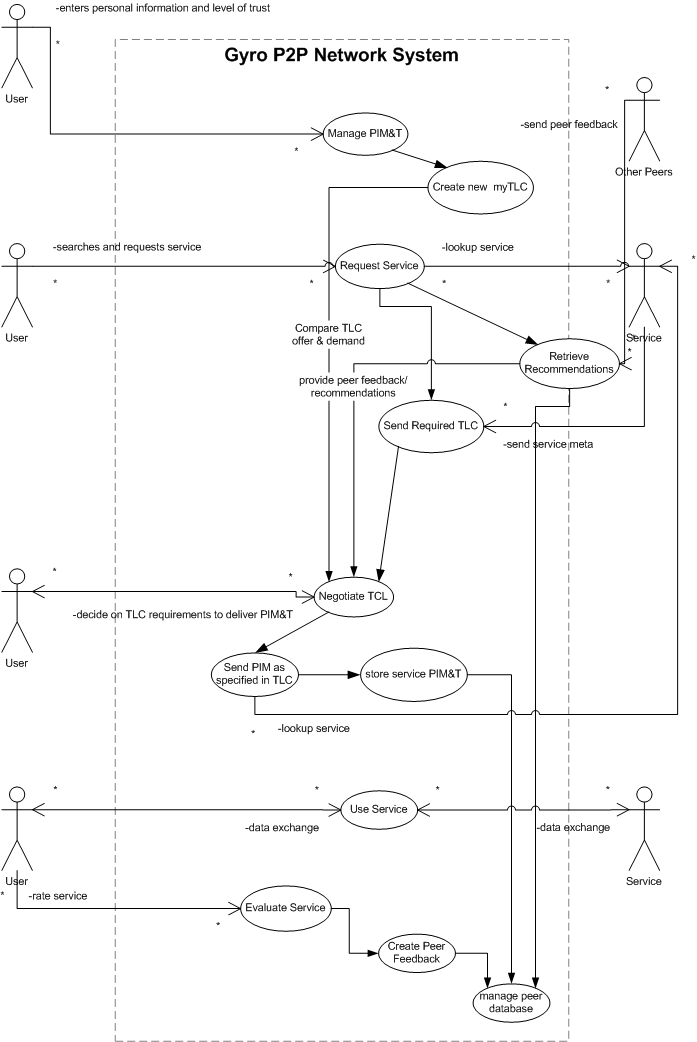 -enters personal information and level of trust
*
Gyro P2P Network System
User
*
-send peer feedback
Manage PIM&T
*
Other Peers
Create new  myTLC
-searches and requests service
-lookup service
*
Request Service
*
*
*
*
User
Service
Compare TLC
offer & demand
*
Retrieve
Recommendations
provide peer feedback/
recommendations
*
Send Required TLC
-send service meta
*
*
Negotiate TCL
-decide on TLC requirements to deliver PIM&T
User
Send PIM as
specified in TLC
store service PIM&T
*
-lookup service
*
*
*
*
Use Service
-data exchange
-data exchange
User
Service
*
-rate service
Evaluate Service
*
Create Peer
Feedback
manage peer
database